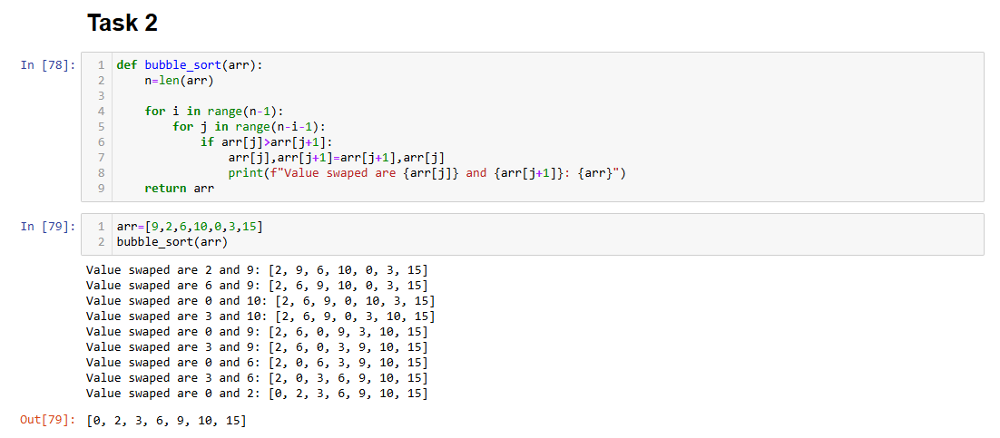 Task 2
In [78]:
1 def bubble_sort(arr):
2     n=len(arr)
3
4     for i in range(n-1):
5         for j in range(n-i-1):
6             if arr[j]>arr[j+1]:
7                 arr[j],arr[j+1]=arr[j+1],arr[j]
8                 print(f"Value swaped are {arr[j]} and {arr[j+1]}: {arr}")
9     return arr
In [79]:
1 arr=[9,2,6,10,0,3,15]
2 bubble_sort(arr)
Value swaped are 2 and 9: [2, 9, 6, 10, 0, 3, 15]
Value swaped are 6 and 9: [2, 6, 9, 10, 0, 3, 15]
Value swaped are 0 and 10: [2, 6, 9, 0, 10, 3, 15]
Value swaped are 3 and 10: [2, 6, 9, 0, 3, 10, 15]
Value swaped are 0 and 9: [2, 6, 0, 9, 3, 10, 15]
Value swaped are 3 and 9: [2, 6, 0, 3, 9, 10, 15]
Value swaped are 0 and 6: [2, 0, 6, 3, 9, 10, 15]
Value swaped are 3 and 6: [2, 0, 3, 6, 9, 10, 15]
Value swaped are 0 and 2: [0, 2, 3, 6, 9, 10, 15]
Out[79]: [0, 2, 3, 6, 9, 10, 15]